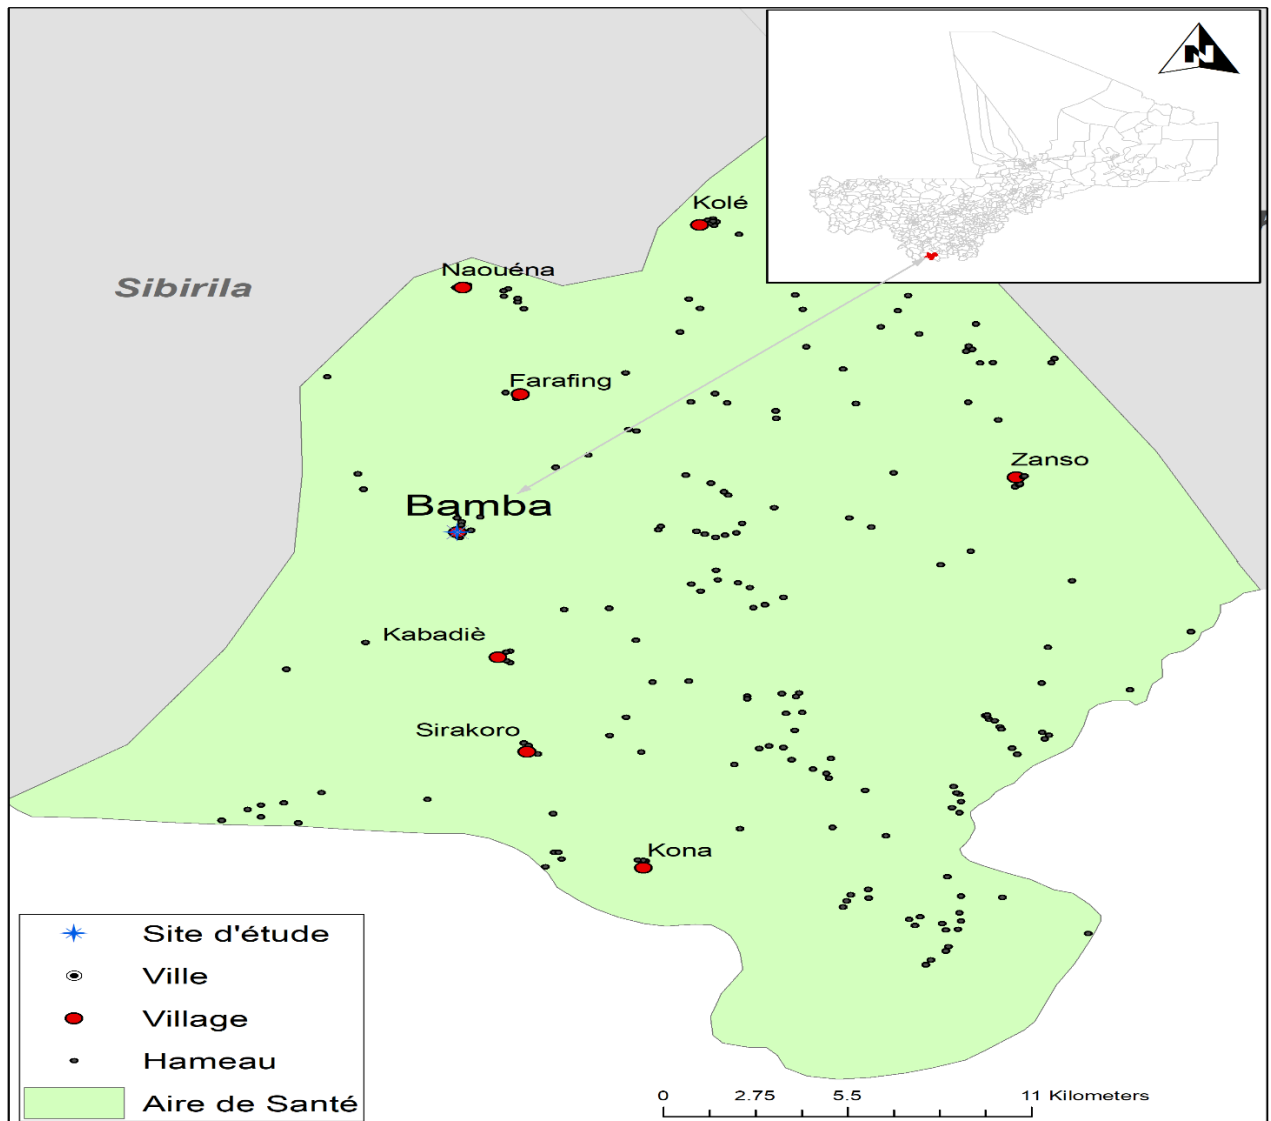 N
Kolé
Naouéna
Sibirila
Farafing
Zanso
Bamba
Kabadiè
Sirakoro
Kona
Site d'étude
Ville
Village
Hameau
Aire de Santé
0 2.75 5.5 11 Kilometers